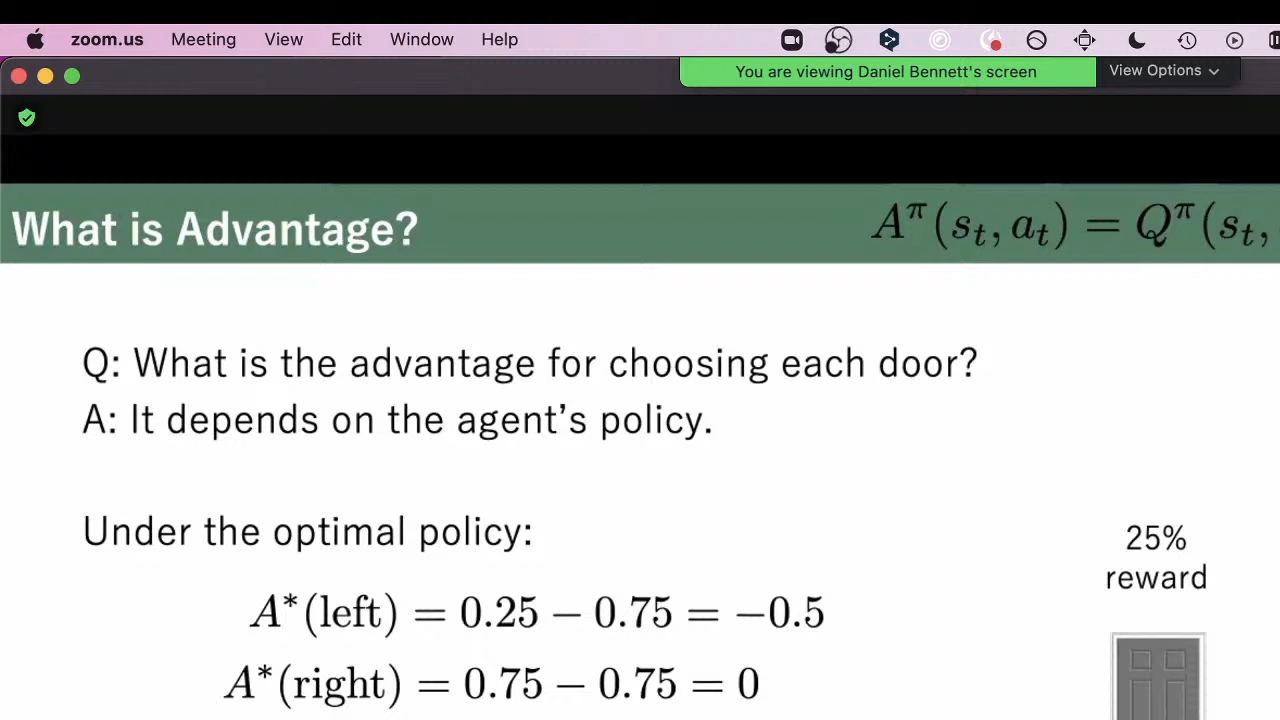 zoom.us Meeting View Edit Window Help
You are viewing Daniel Bennett's screen View Options
What is Advantage?
A^π(s_t, a_t) = Q^π(s_t,
Q: What is the advantage for choosing each door?
A: It depends on the agent’s policy.
Under the optimal policy:
25%
reward
A*(left) = 0.25 − 0.75 = −0.5
A*(right) = 0.75 − 0.75 = 0